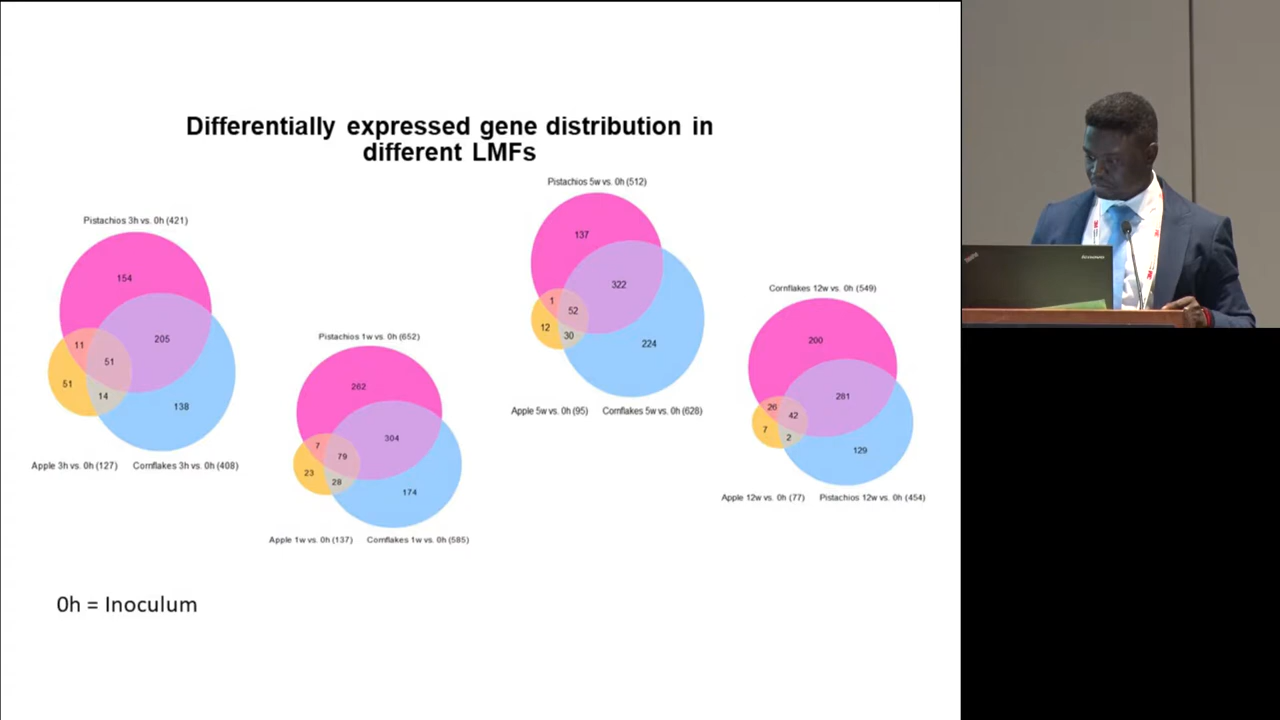 Differentially expressed gene distribution in
different LMFs
Pistachios 3h vs. 0h (421)
154
11
205
51
51
14
138
Apple 3h vs. 0h (127) Cornflakes 3h vs. 0h (408)
Pistachios 1w vs. 0h (652)
262
7
304
79
23
28
174
Apple 1w vs. 0h (137) Cornflakes 1w vs. 0h (585)
Pistachios 5w vs. 0h (512)
137
322
1
52
12
30
224
Apple 5w vs. 0h (95) Cornflakes 5w vs. 0h (628)
Cornflakes 12w vs. 0h (549)
200
281
26
42
7
2
129
Apple 12w vs. 0h (77) Pistachios 12w vs. 0h (454)
0h = Inoculum
lenovo